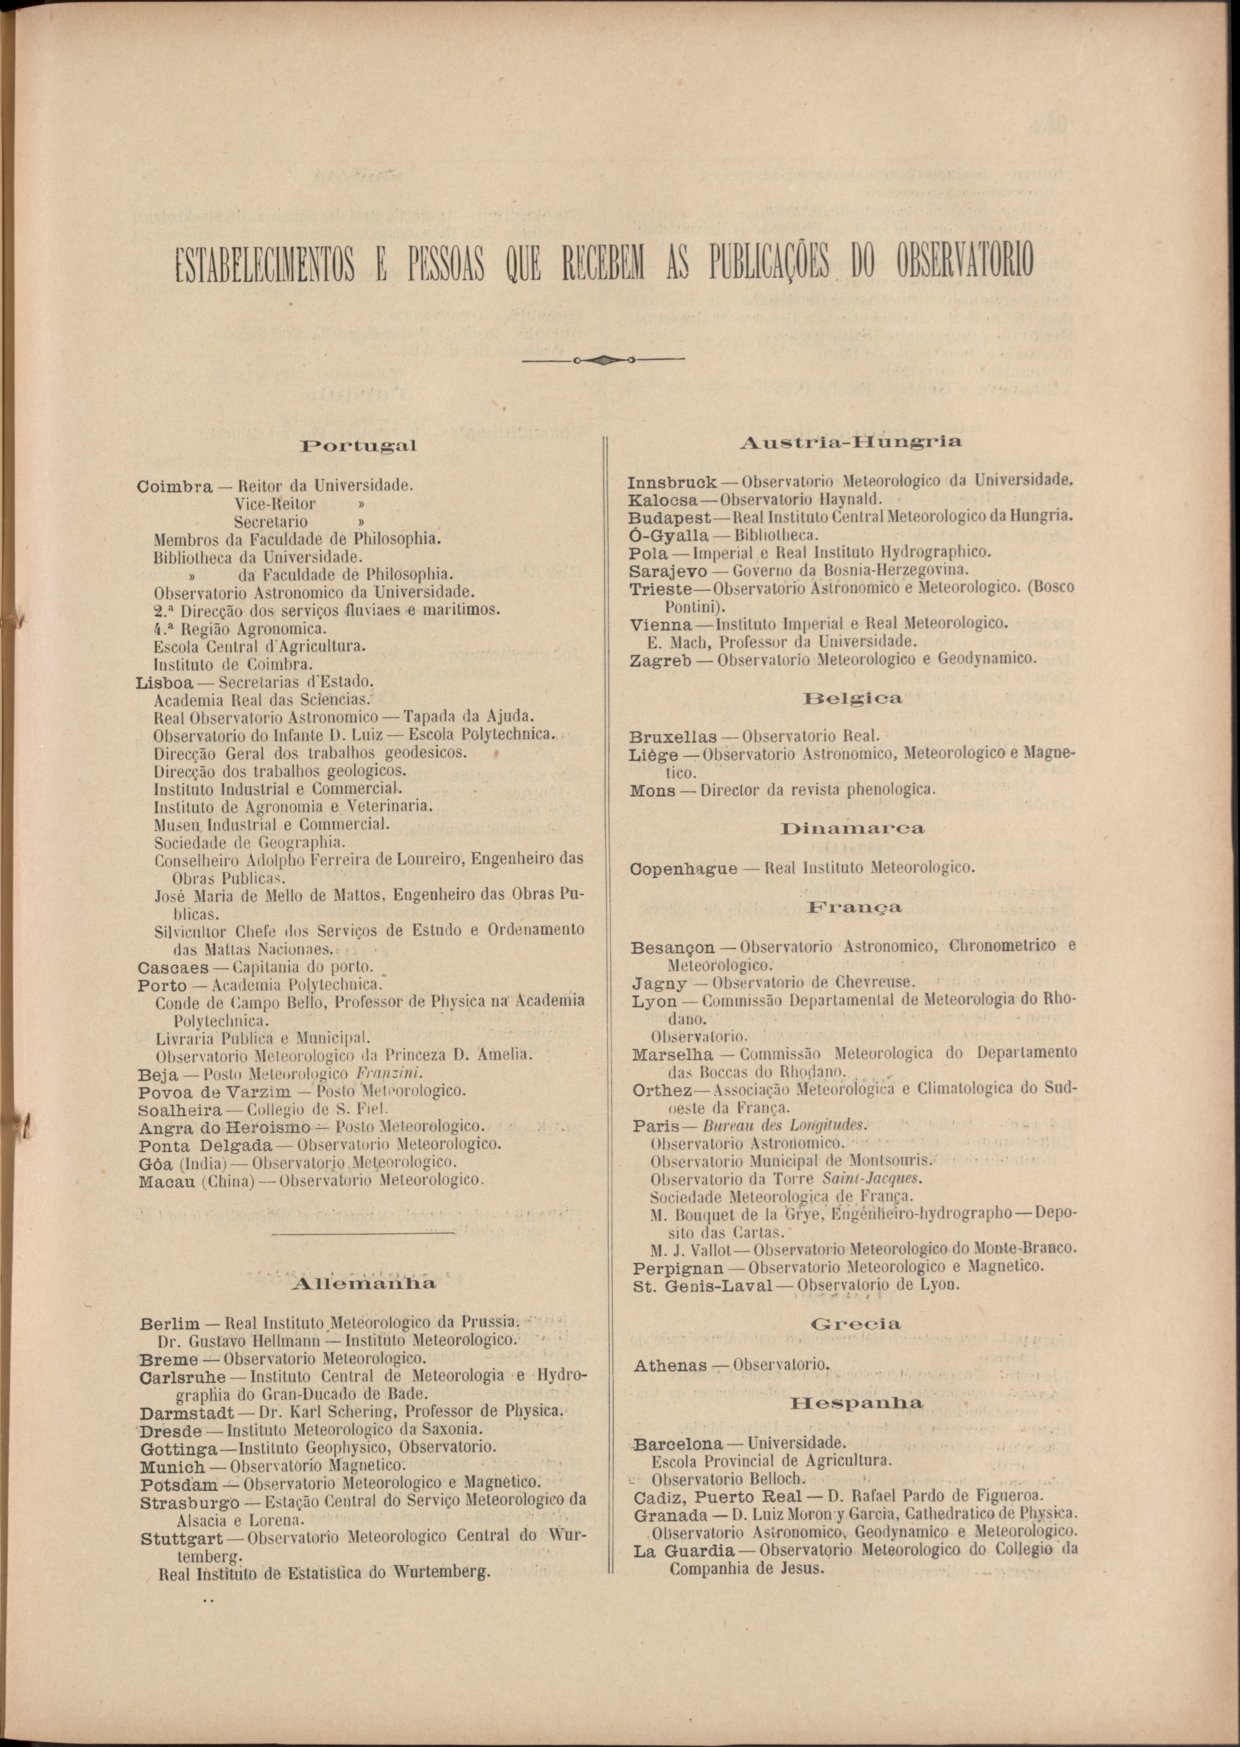 ESTABELECIMENTOS E PESSOAS QUE RECEBEM AS PUBLICAÇÕES DO OBSERVATORIO
Portugal
Coimbra — Reitor da Universidade.
Vice-Reitor »
Secretario »
Membros da Faculdade de Philosophia.
Bibliotheca da Universidade.
» da Faculdade de Philosophia.
Observatorio Astronomico da Universidade.
2.ª Direcção dos serviços fluviaes e maritimos.
4.ª Região Agronomica.
Escola Central d'Agricultura.
Instituto de Coimbra.
Lisboa — Secretarias d'Estado.
Academia Real das Sciencias.
Real Observatorio Astronomico — Tapada da Ajuda.
Observatorio do Infante D. Luiz — Escola Polytechnica.
Direcção Geral dos trabalhos geodesicos.
Direcção dos trabalhos geologicos.
Instituto Industrial e Commercial.
Instituto de Agronomia e Veterinaria.
Museu Industrial e Commercial.
Sociedade de Geographia.
Conselheiro Adolpho Ferreira de Loureiro, Engenheiro das
Obras Publicas.
José Maria de Mello de Mattos, Engenheiro das Obras Pu-
blicas.
Silvicultor Chefe dos Serviços de Estudo e Ordenamento
das Mattas Nacionaes.
Cascaes — Capitania do porto.
Porto — Academia Polytechnica.
Conde de Campo Bello, Professor de Physica na Academia
Polytechnica.
Livraria Publica e Municipal.
Observatorio Meteorologico da Princeza D. Amelia.
Beja — Posto Meteorologico Franzini.
Povoa de Varzim — Posto Meteorologico.
Soalheira — Collegio de S. Fiel.
Angra do Heroismo — Posto Meteorologico.
Ponta Delgada — Observatorio Meteorologico.
Gôa (India) — Observatorio Meteorologico.
Macau (China) — Observatorio Meteorologico.
Allemanha
Berlim — Real Instituto Meteorologico da Prussia.
Dr. Gustavo Hellmann — Instituto Meteorologico.
Breme — Observatorio Meteorologico.
Carlsruhe — Instituto Central de Meteorologia e Hydro-
graphia do Gran-Ducado de Bade.
Darmstadt — Dr. Karl Schering, Professor de Physica.
Dresde — Instituto Meteorologico da Saxonia.
Gottinga — Instituto Geophysico, Observatorio.
Munich — Observatorio Magnetico.
Potsdam — Observatorio Meteorologico e Magnetico.
Strasburgo — Estação Central do Serviço Meteorologico da
Alsacia e Lorena.
Stuttgart — Observatorio Meteorologico Central do Wur-
temberg.
Real Instituto de Estatistica do Wurtemberg.
Austria-Hungria
Innsbruck — Observatorio Meteorologico da Universidade.
Kalocsa — Observatorio Haynald.
Budapest — Real Instituto Central Meteorologico da Hungria.
Ó-Gyalla — Bibliotheca.
Pola — Imperial e Real Instituto Hydrographico.
Sarajevo — Governo da Bosnia-Herzegovina.
Trieste — Observatorio Astronomico e Meteorologico. (Bosco
Pontini).
Vienna — Instituto Imperial e Real Meteorologico.
E. Mach, Professor da Universidade.
Zagreb — Observatorio Meteorologico e Geodynamico.
Belgica
Bruxellas — Observatorio Real.
Liège — Observatorio Astronomico, Meteorologico e Magne-
tico.
Mons — Director da revista phenologica.
Dinamarca
Copenhague — Real Instituto Meteorologico.
França
Besançon — Observatorio Astronomico, Chronometrico e
Meteorologico.
Jagny — Observatorio de Chevreuse.
Lyon — Commissão Departamental de Meteorologia do Rho-
dano.
Observatorio.
Marselha — Commissão Meteorologica do Departamento
das Boccas do Rhodano.
Orthez — Associação Meteorologica e Climatologica do Sud-
oeste da França.
Paris — Bureau des Longitudes.
Observatorio Astronomico.
Observatorio Municipal de Montsouris.
Observatorio da Torre Saint-Jacques.
Sociedade Meteorologica de França.
M. Bouquet de la Grye, Engenheiro-hydrographo — Depo-
sito das Cartas.
M. J. Vallot — Observatorio Meteorologico do Monte-Branco.
Perpignan — Observatorio Meteorologico e Magnetico.
St. Genis-Laval — Observatorio de Lyon.
Grecia
Athenas — Observatorio.
Hespanha
Barcelona — Universidade.
Escola Provincial de Agricultura.
Observatorio Belloch.
Cadiz, Puerto Real — D. Rafael Pardo de Figueroa.
Granada — D. Luiz Moron y Garcia, Cathedratico de Physica.
Observatorio Astronomico, Geodynamico e Meteorologico.
La Guardia — Observatorio Meteorologico do Collegio da
Companhia de Jesus.